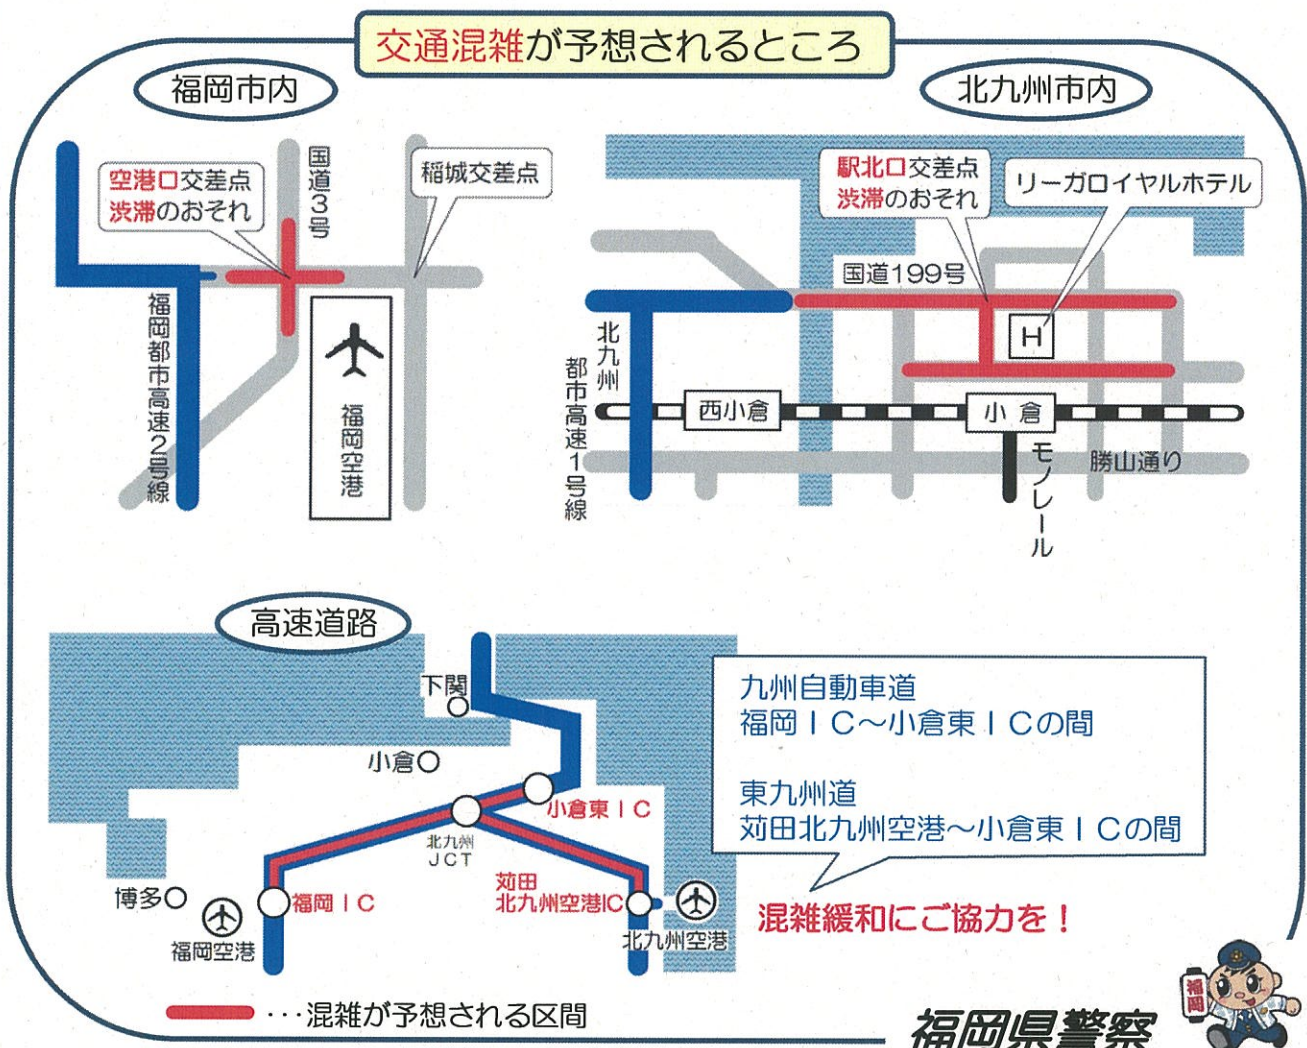 交通混雑が予想されるところ
福岡市内
空港口交差点
渋滞のおそれ
国道3号
稲城交差点
福岡都市高速2号線
福岡空港
北九州市内
駅北口交差点
渋滞のおそれ
リーガロイヤルホテル
国道199号
H
北九州
都市高速1号線
西小倉
小倉
モノレール
勝山通り
高速道路
下関
小倉
小倉東IC
北九州
JCT
博多
福岡空港
福岡IC
苅田
北九州空港IC
北九州空港
九州自動車道
福岡IC～小倉東ICの間
東九州道
苅田北九州空港～小倉東ICの間
混雑緩和にご協力を！
･･･混雑が予想される区間
福岡県警察
福岡